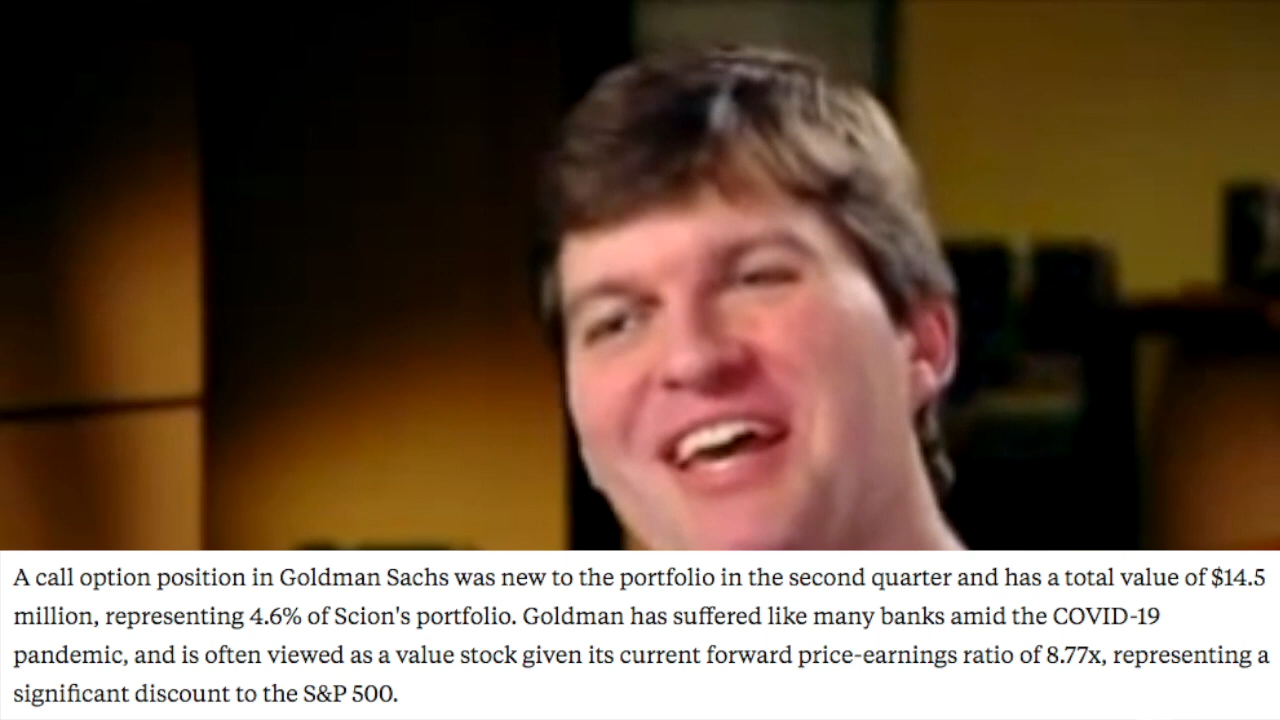 A call option position in Goldman Sachs was new to the portfolio in the second quarter and has a total value of $14.5
million, representing 4.6% of Scion's portfolio. Goldman has suffered like many banks amid the COVID-19
pandemic, and is often viewed as a value stock given its current forward price-earnings ratio of 8.77x, representing a
significant discount to the S&P 500.